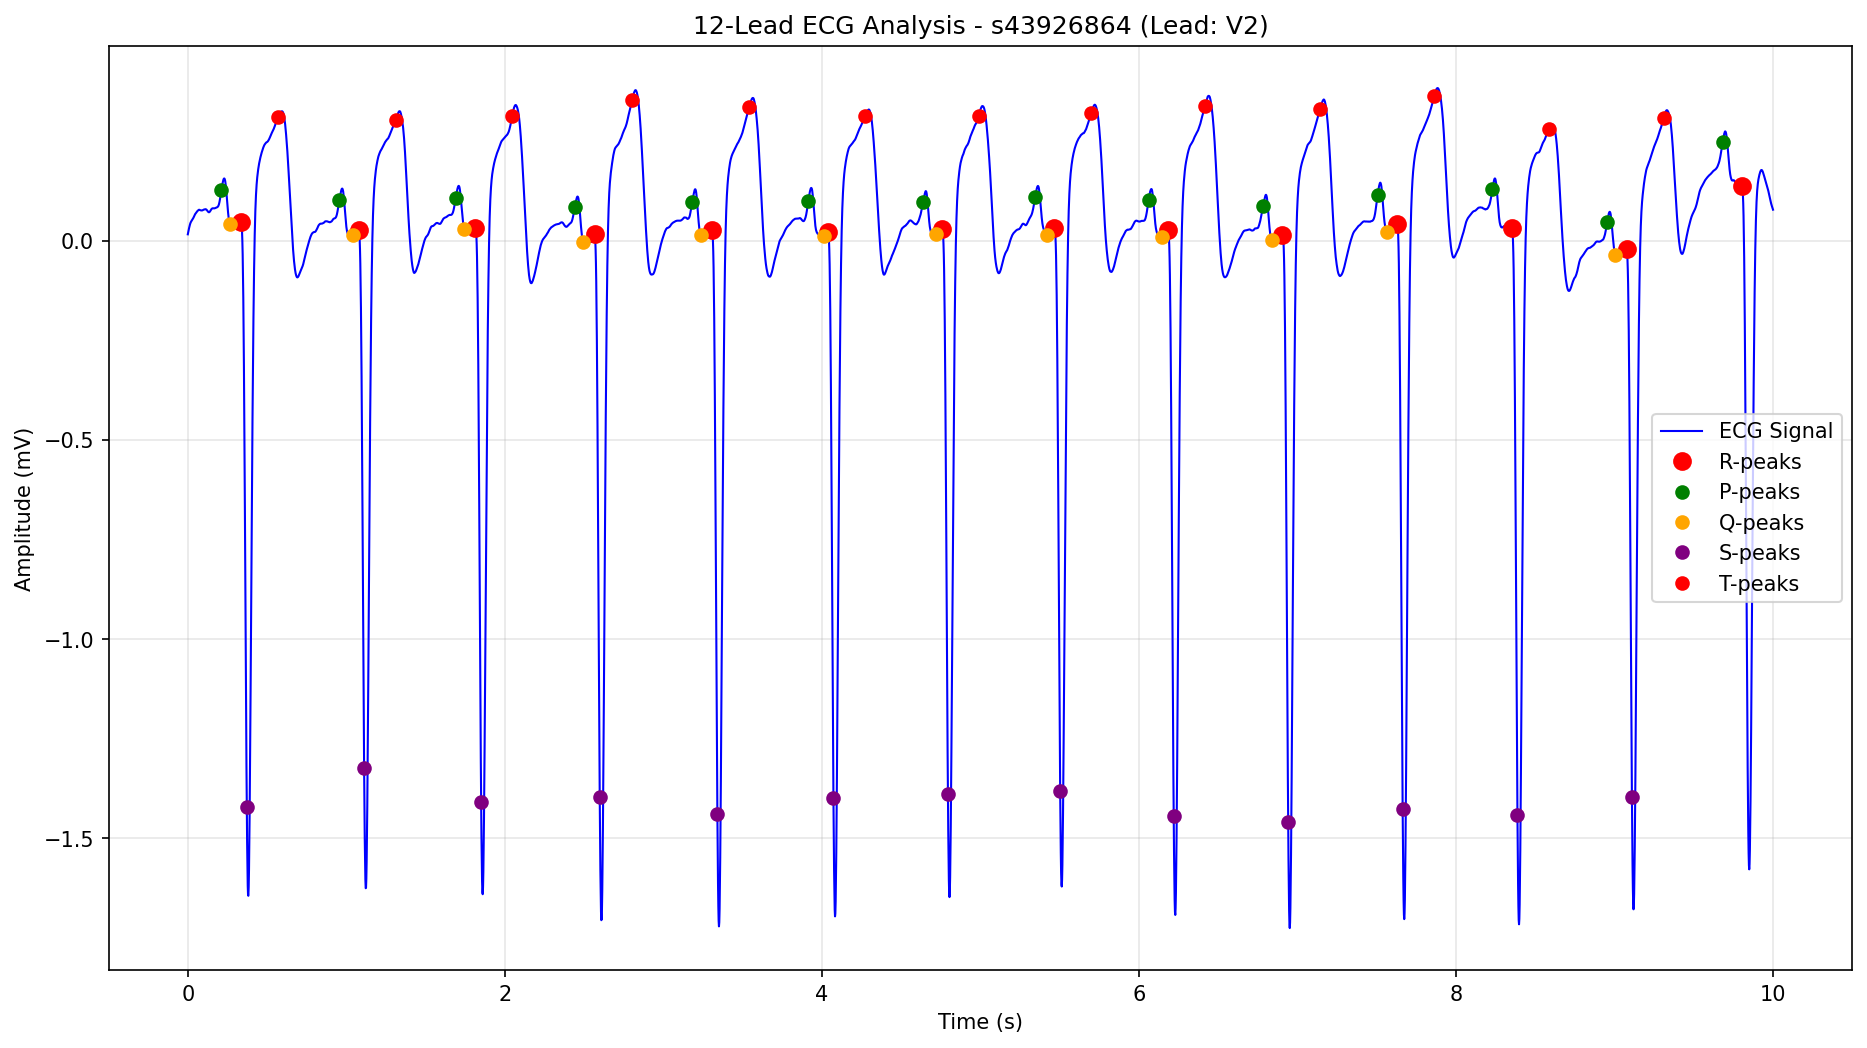 12-Lead ECG Analysis - s43926864 (Lead: V2)
Amplitude (mV)
0.0
−0.5
−1.0
−1.5
ECG Signal
R-peaks
P-peaks
Q-peaks
S-peaks
T-peaks
0 2 4 6 8 10
Time (s)